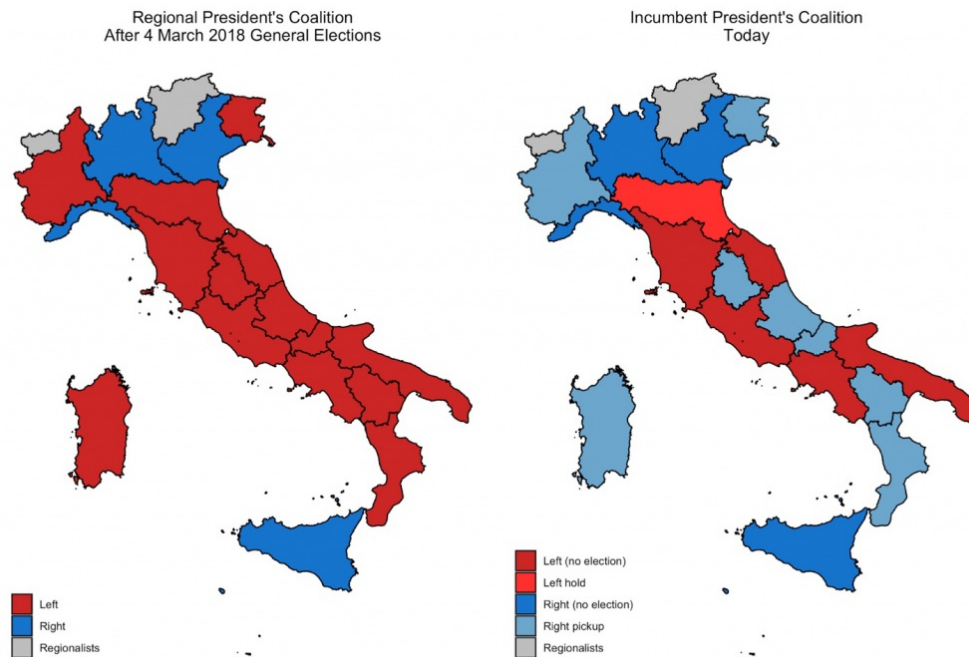 Regional President's Coalition
After 4 March 2018 General Elections
Left
Right
Regionalists
Incumbent President's Coalition
Today
Left (no election)
Left hold
Right (no election)
Right pickup
Regionalists